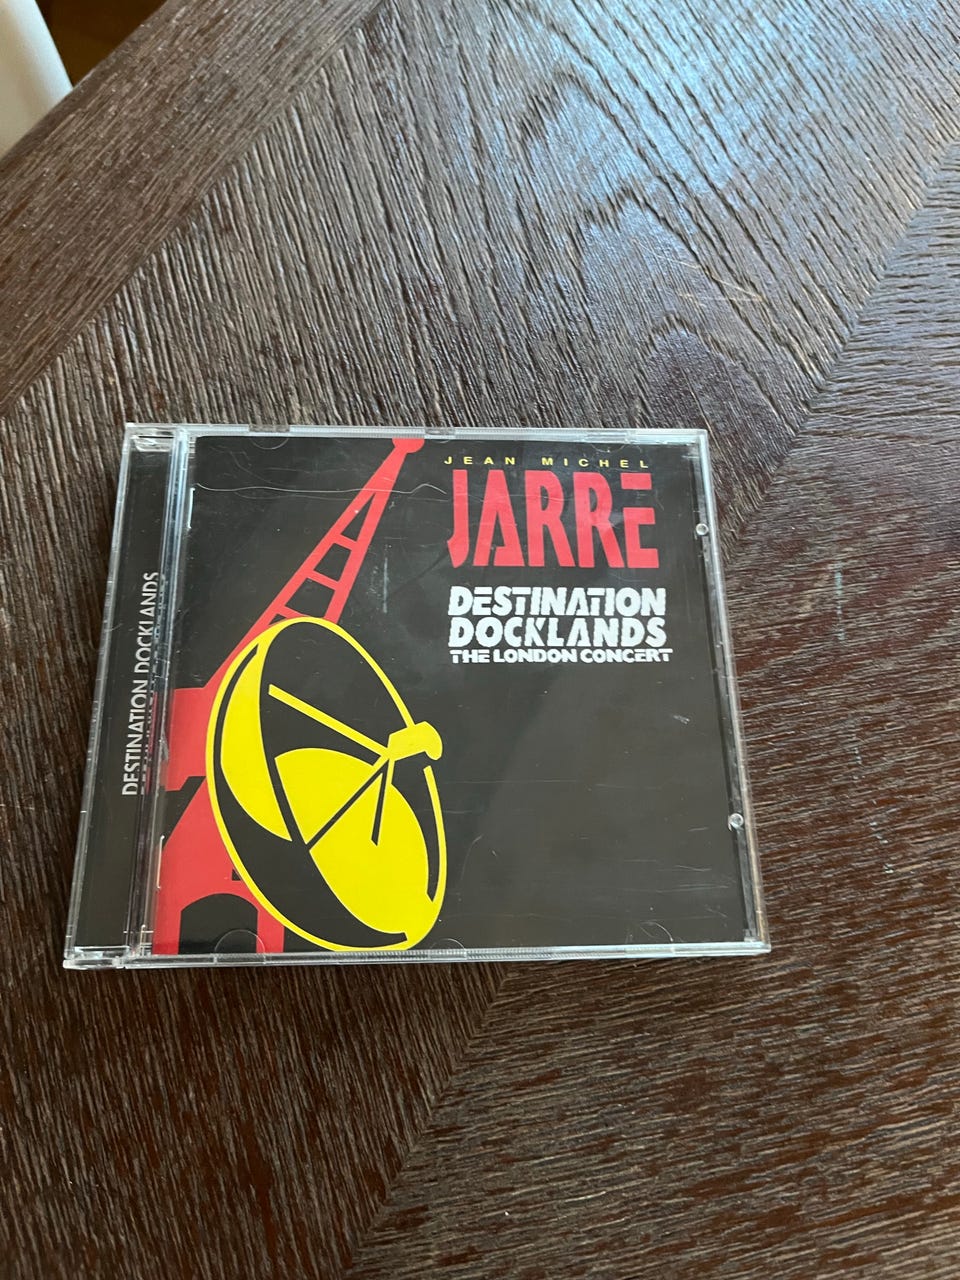 JEAN MICHEL
JARRE
DESTINATION
DOCKLANDS
THE LONDON CONCERT
DESTINATION DOCKLANDS